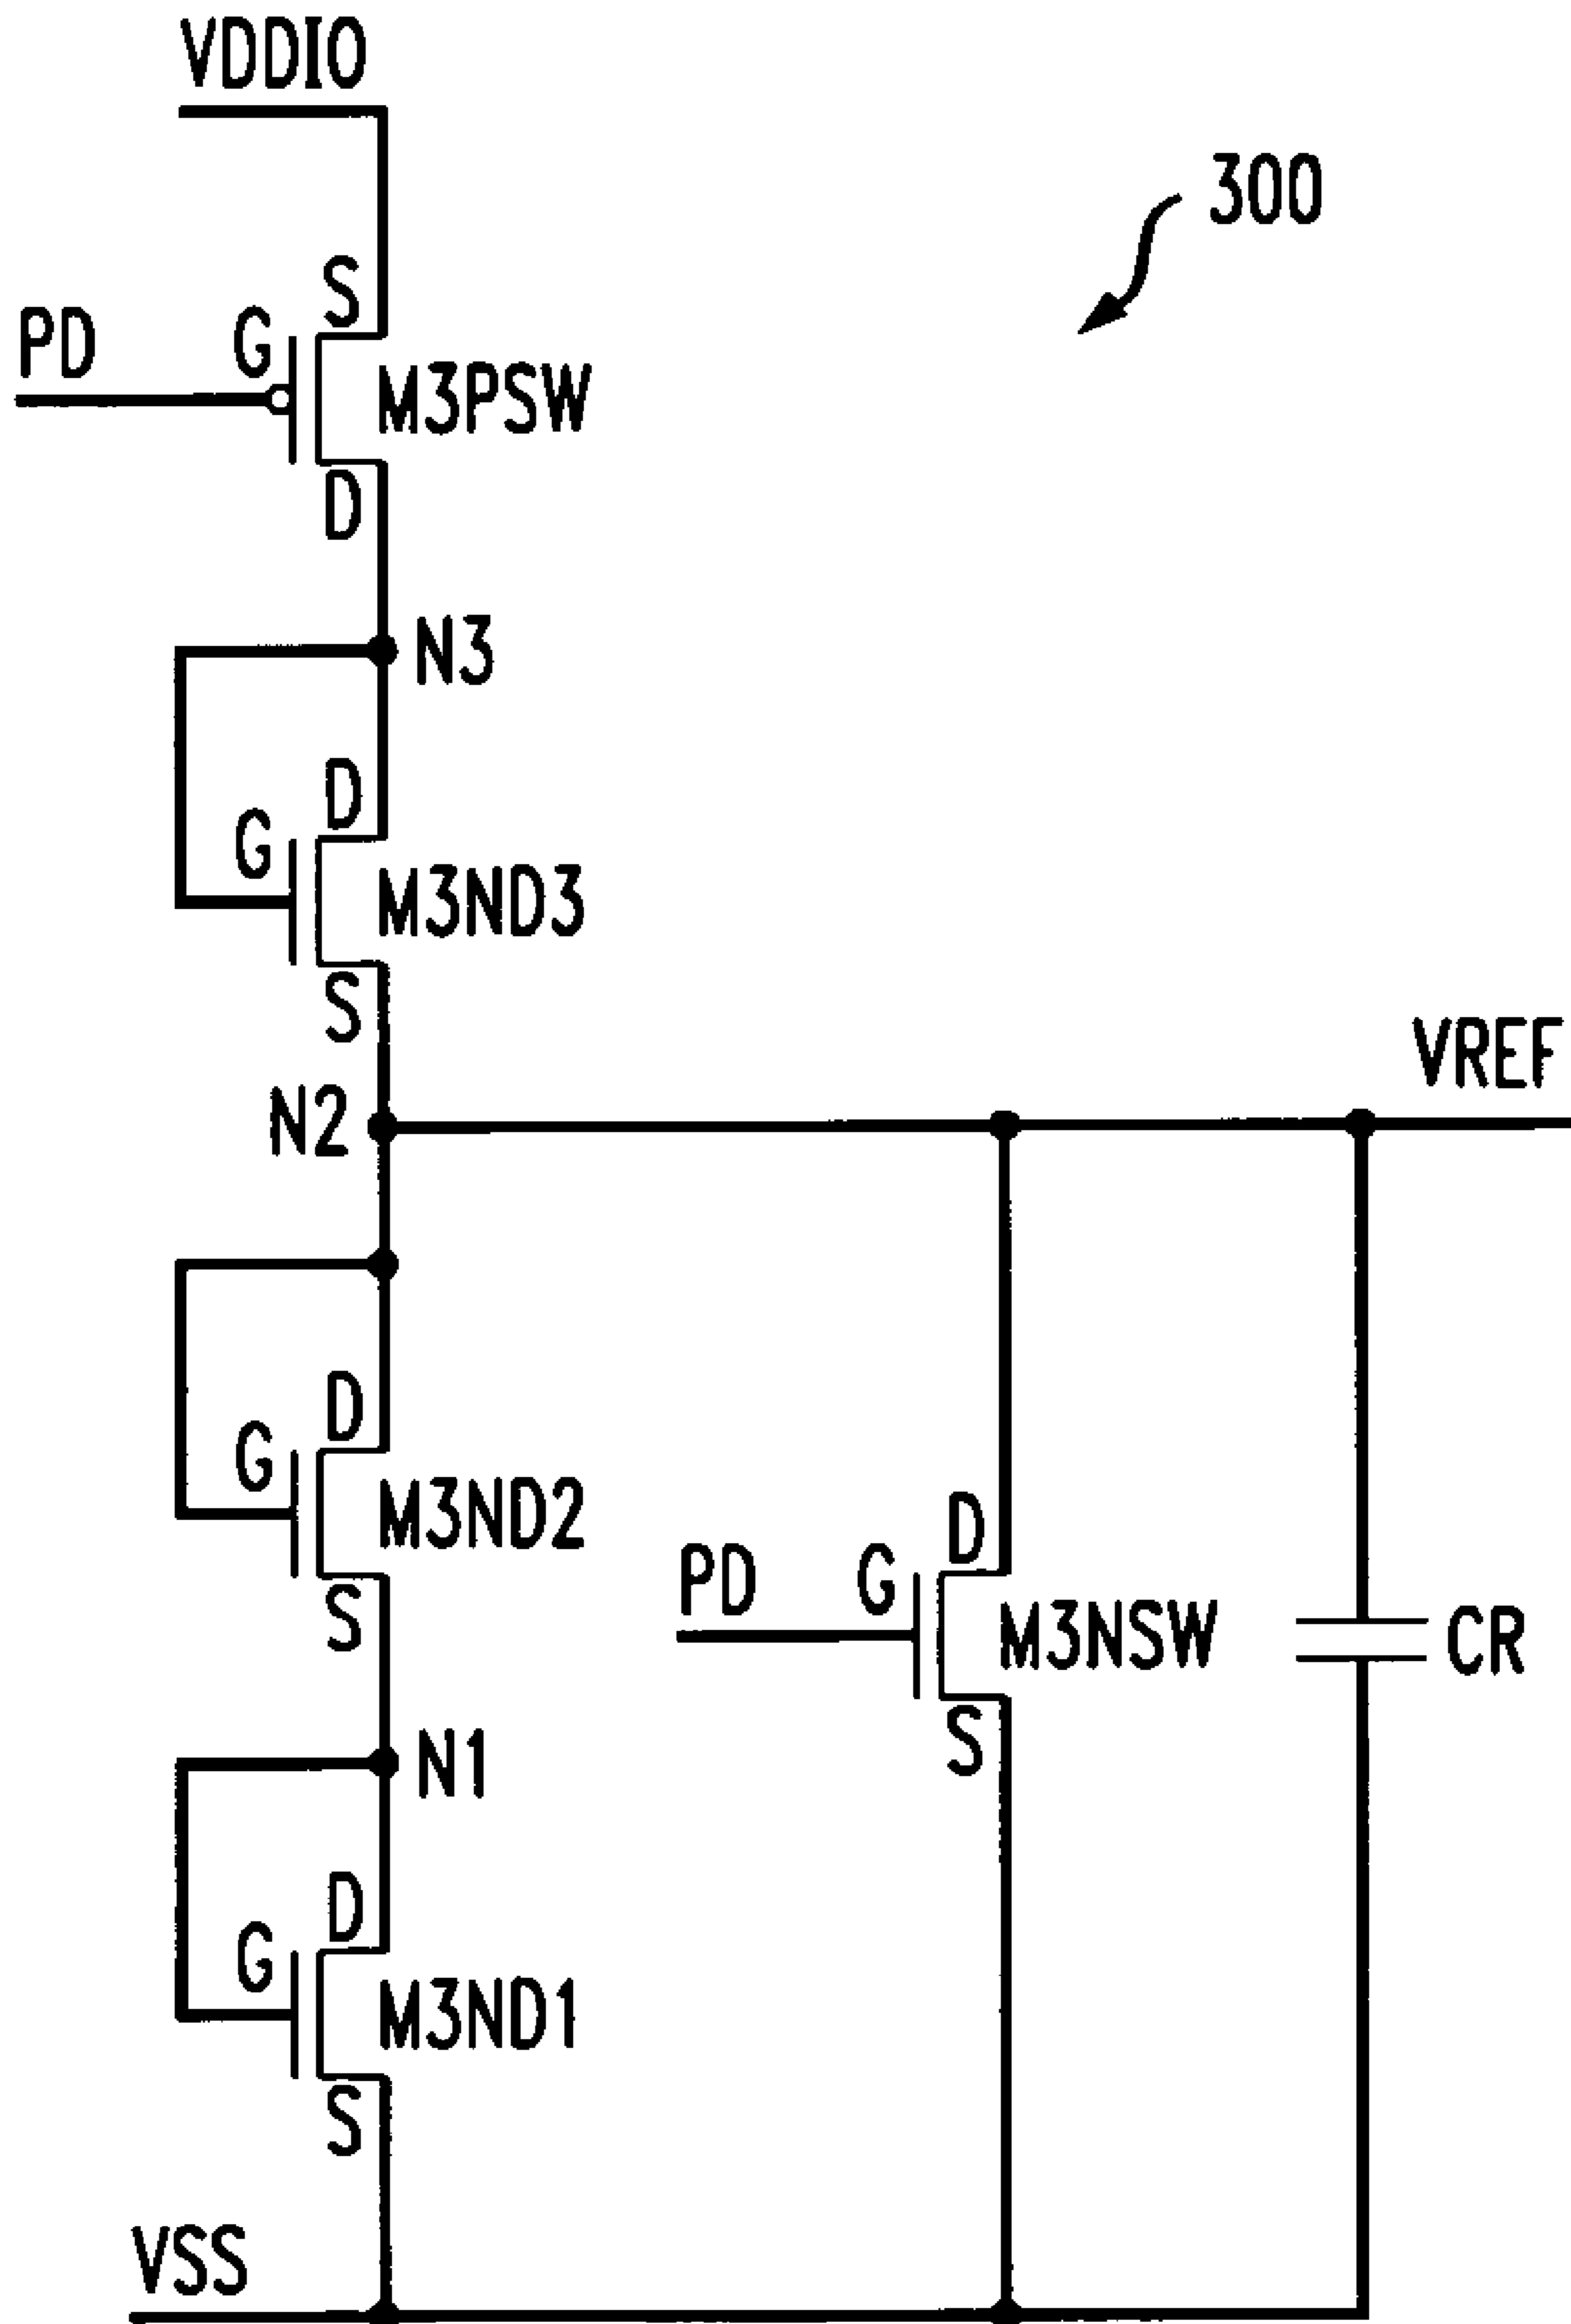 VDDIO
300
S
PD G
M3PSW
D
N3
D
G
M3ND3
S
VREF
N2
D
G
M3ND2
D
PD G
S
M3NSW
CR
S
N1
D
G
M3ND1
S
VSS